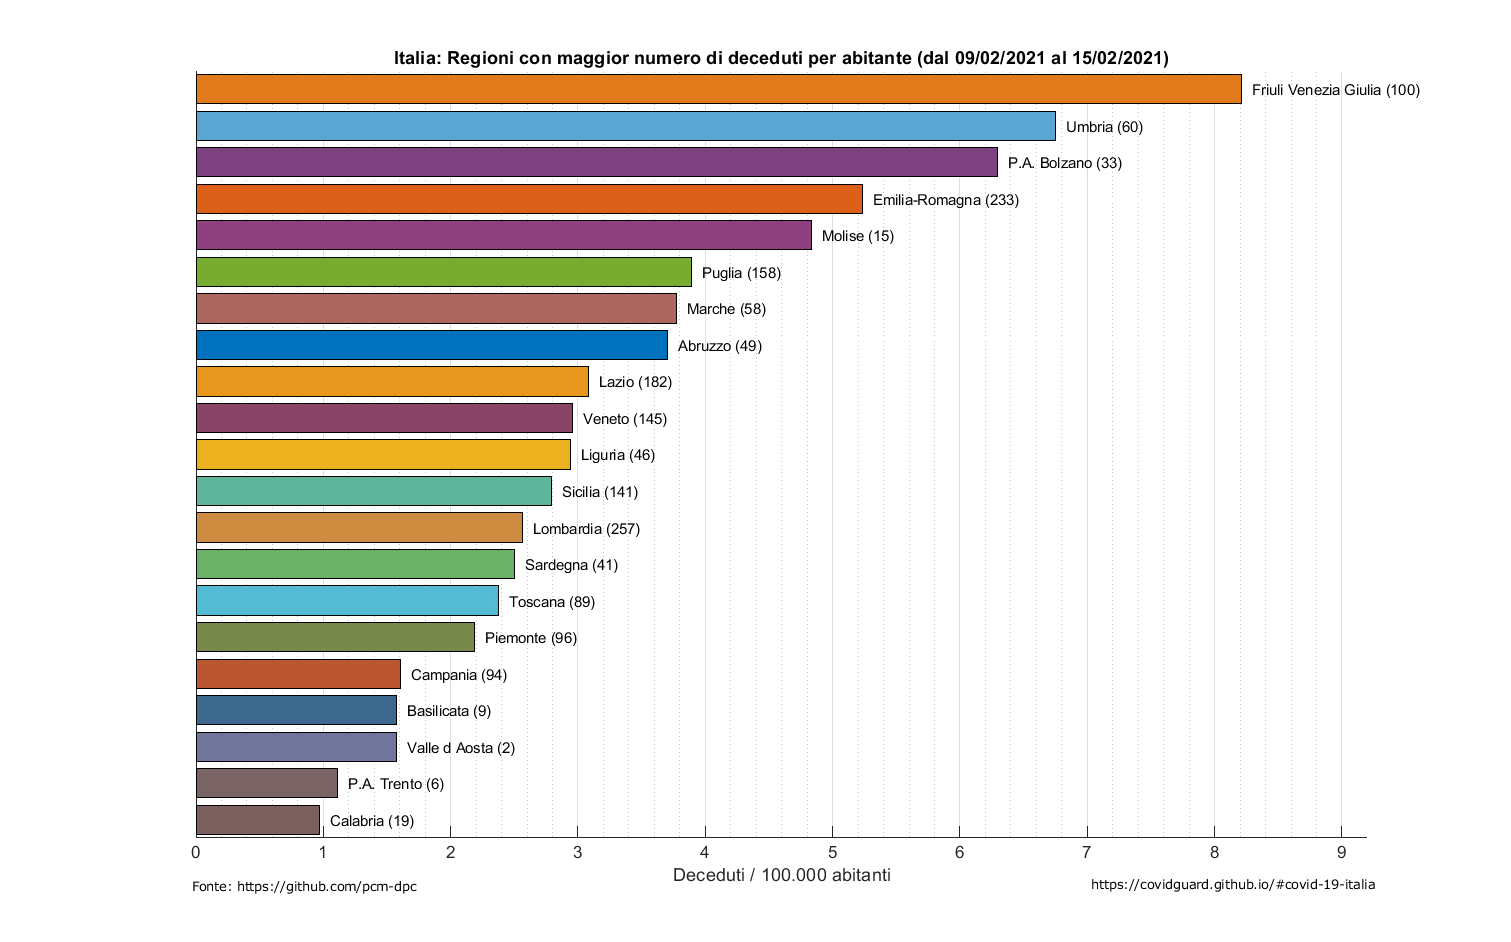 Italia: Regioni con maggior numero di deceduti per abitante (dal 09/02/2021 al 15/02/2021)
Friuli Venezia Giulia (100)
Umbria (60)
P.A. Bolzano (33)
Emilia-Romagna (233)
Molise (15)
Puglia (158)
Marche (58)
Abruzzo (49)
Lazio (182)
Veneto (145)
Liguria (46)
Sicilia (141)
Lombardia (257)
Sardegna (41)
Toscana (89)
Piemonte (96)
Campania (94)
Basilicata (9)
Valle d Aosta (2)
P.A. Trento (6)
Calabria (19)
0 1 2 3 4 5 6 7 8 9
Deceduti / 100.000 abitanti
Fonte: https://github.com/pcm-dpc
https://covidguard.github.io/#covid-19-italia